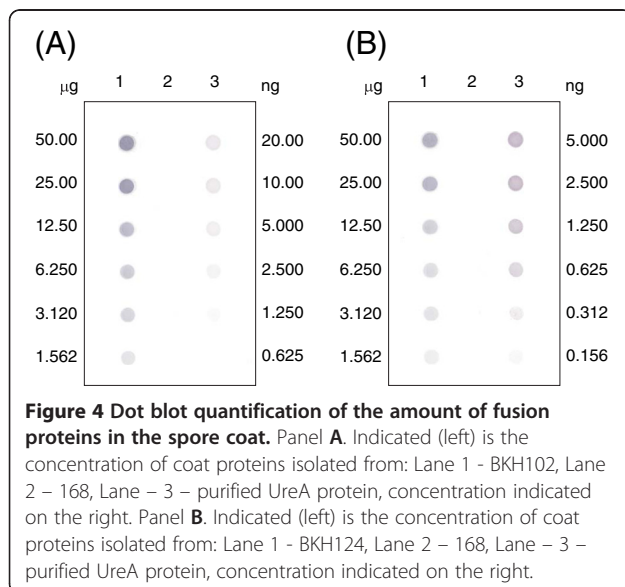 (A) (B)
µg 1 2 3 ng µg 1 2 3 ng
50.00 20.00 50.00 5.000
25.00 10.00 25.00 2.500
12.50 5.000 12.50 1.250
6.250 2.500 6.250 0.625
3.120 1.250 3.120 0.312
1.562 0.625 1.562 0.156
Figure 4 Dot blot quantification of the amount of fusion
proteins in the spore coat. Panel A. Indicated (left) is the
concentration of coat proteins isolated from: Lane 1 - BKH102, Lane
2 – 168, Lane – 3 – purified UreA protein, concentration indicated
on the right. Panel B. Indicated (left) is the concentration of coat
proteins isolated from: Lane 1 - BKH124, Lane 2 – 168, Lane – 3 –
purified UreA protein, concentration indicated on the right.